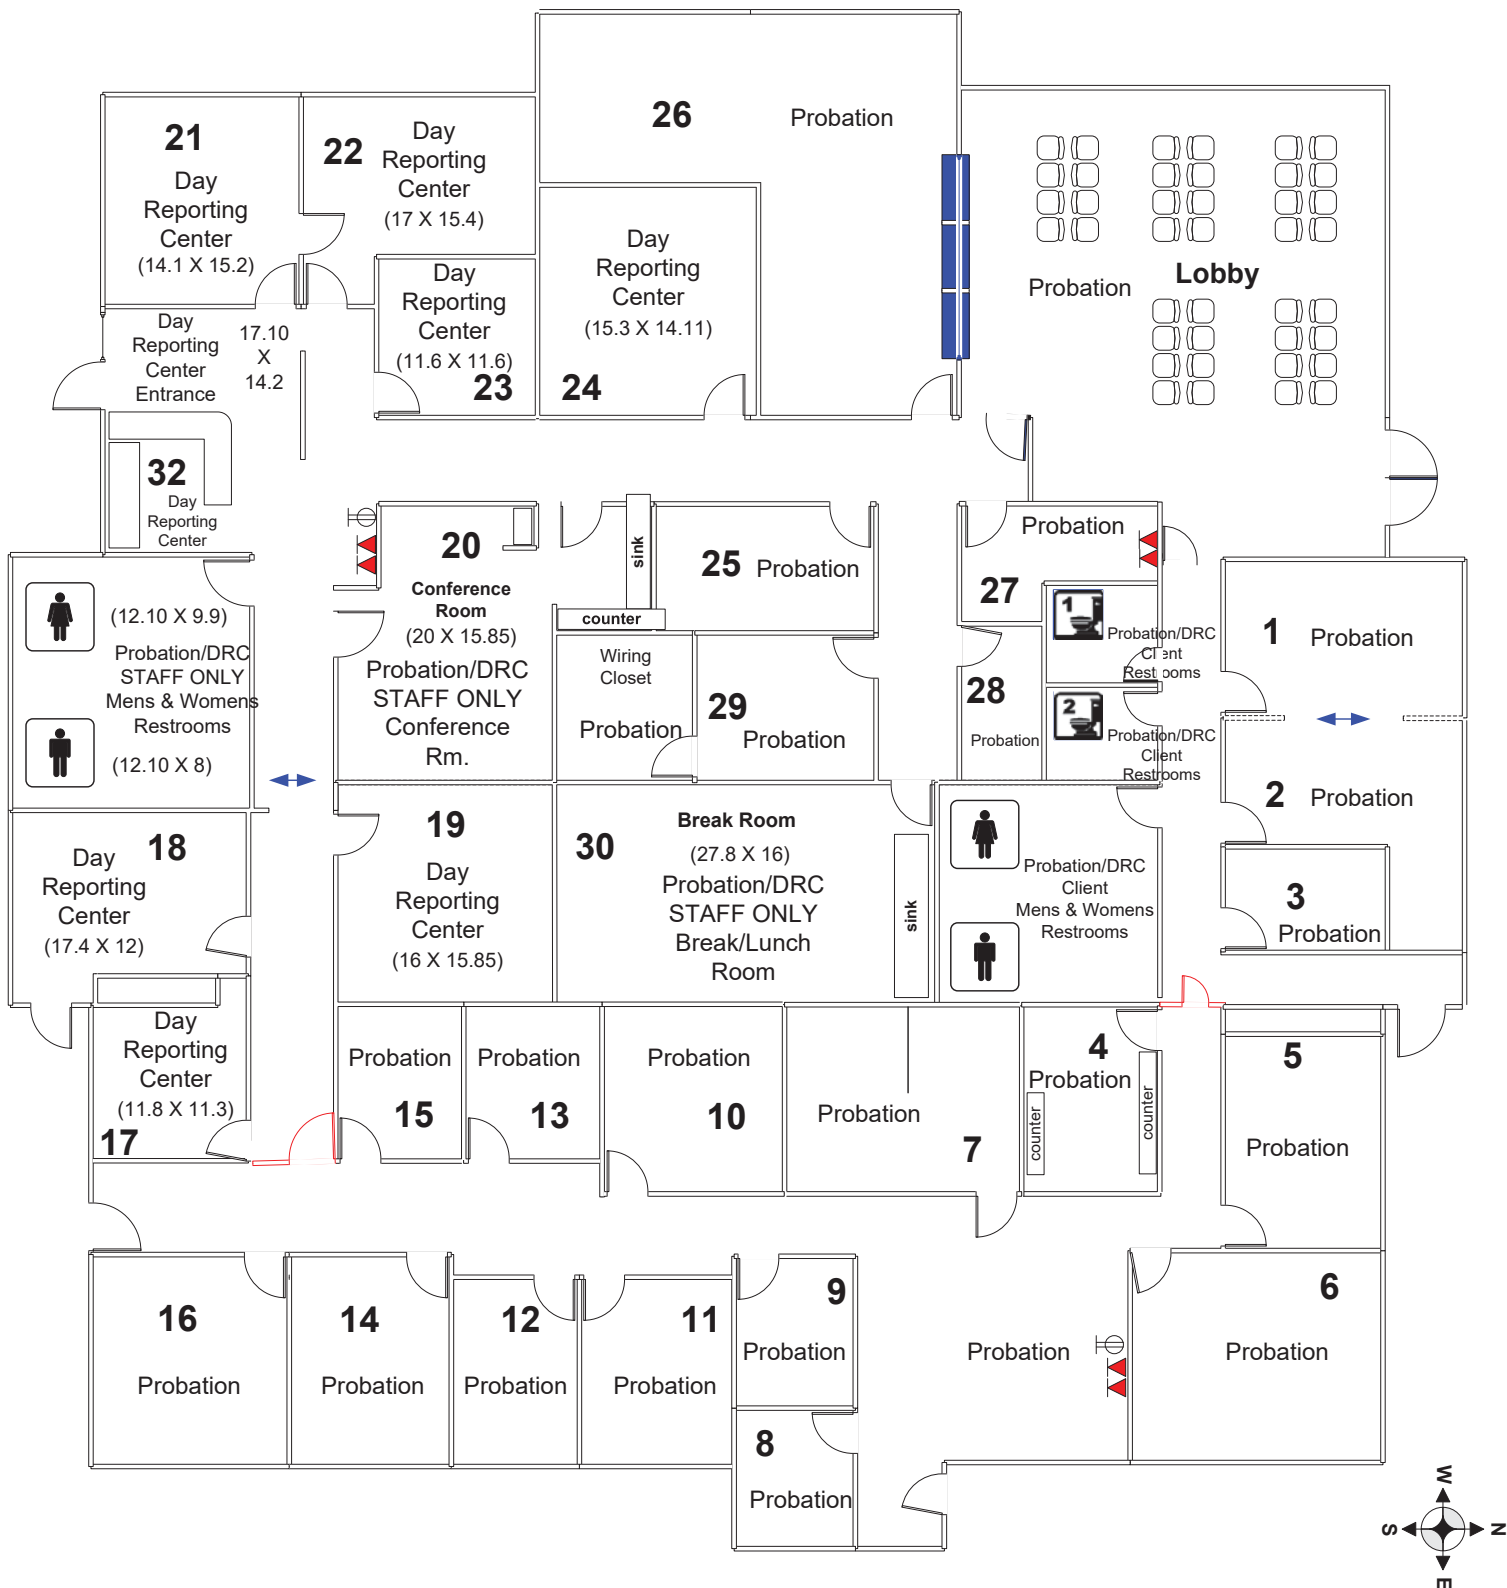 26
Probation
21
Day
Reporting
Center
(14.1 X 15.2)
22
Day
Reporting
Center
(17 X 15.4)
Day
Reporting
Center
(11.6 X 11.6)
23
Day
Reporting
Center
(15.3 X 14.11)
24
Probation
Lobby
Day
Reporting
Center
Entrance
17.10
X
14.2
32
Day
Reporting
Center
20
Conference
Room
(20 X 15.85)
Probation/DRC
STAFF ONLY
Conference
Rm.
sink
counter
25
Probation
Probation
27
1
Probation/DRC
Client
Restrooms
2
Probation/DRC
Client
Restrooms
1
Probation
(12.10 X 9.9)
Probation/DRC
STAFF ONLY
Mens & Womens
Restrooms
(12.10 X 8)
Wiring
Closet
Probation
29
Probation
28
Probation
2
Probation
18
Day
Reporting
Center
(17.4 X 12)
19
Day
Reporting
Center
(16 X 15.85)
30
Break Room
(27.8 X 16)
Probation/DRC
STAFF ONLY
Break/Lunch
Room
sink
Probation/DRC
Client
Mens & Womens
Restrooms
3
Probation
Day
Reporting
Center
(11.8 X 11.3)
17
Probation
15
Probation
13
Probation
10
Probation
7
4
Probation
counter
counter
5
Probation
16
Probation
14
Probation
12
Probation
11
Probation
9
Probation
8
Probation
Probation
6
Probation
W
S
N
E